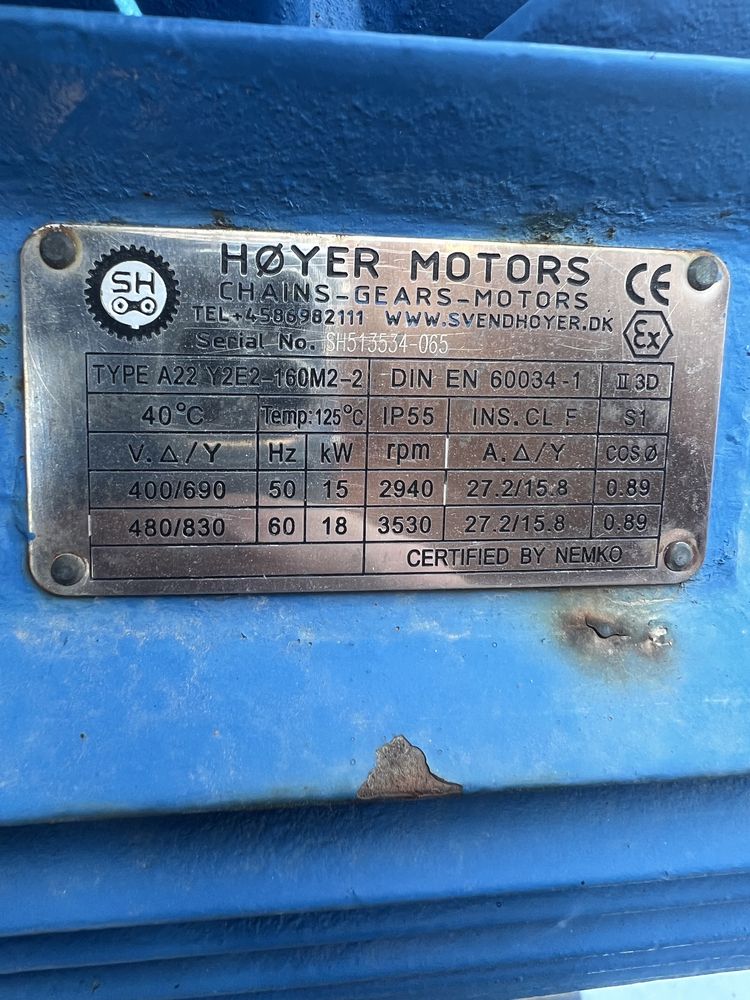 SH
HØYER MOTORS
CHAINS-GEARS-MOTORS
TEL+4586982111 WWW.SVENDHOYER.DK
CE
Ex
Serial No. SH513534-065
TYPE A22 Y2E2-160M2-2 DIN EN 60034-1 II 3D
40°C Temp:125°C IP55 INS. CL F S1
V. △/Y Hz kW rpm A. △/Y COSØ
400/690 50 15 2940 27.2/15.8 0.89
480/830 60 18 3530 27.2/15.8 0.89
CERTIFIED BY NEMKO